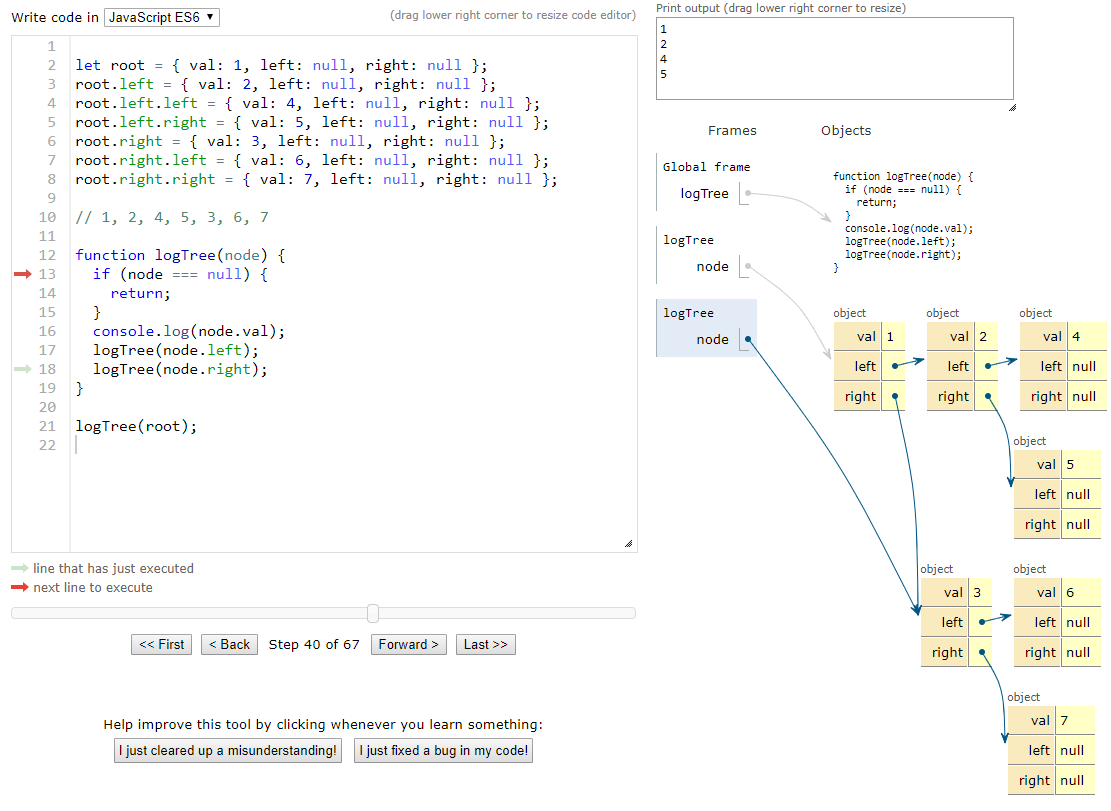 Write code in JavaScript ES6 ▼
(drag lower right corner to resize code editor)
1
2 let root = { val: 1, left: null, right: null };
3 root.left = { val: 2, left: null, right: null };
4 root.left.left = { val: 4, left: null, right: null };
5 root.left.right = { val: 5, left: null, right: null };
6 root.right = { val: 3, left: null, right: null };
7 root.right.left = { val: 6, left: null, right: null };
8 root.right.right = { val: 7, left: null, right: null };
9
10 // 1, 2, 4, 5, 3, 6, 7
11
12 function logTree(node) {
13   if (node === null) {
14     return;
15   }
16   console.log(node.val);
17   logTree(node.left);
18   logTree(node.right);
19 }
20
21 logTree(root);
22
line that has just executed
next line to execute
<< First < Back Step 40 of 67 Forward > Last >>
Help improve this tool by clicking whenever you learn something:
I just cleared up a misunderstanding! I just fixed a bug in my code!
Print output (drag lower right corner to resize)
1
2
4
5
Frames Objects
Global frame
logTree
logTree
node
logTree
node
function logTree(node) {
  if (node === null) {
    return;
  }
  console.log(node.val);
  logTree(node.left);
  logTree(node.right);
}
object
val 1
left
right
object
val 2
left
right
object
val 4
left null
right null
object
val 5
left null
right null
object
val 3
left
right
object
val 6
left null
right null
object
val 7
left null
right null